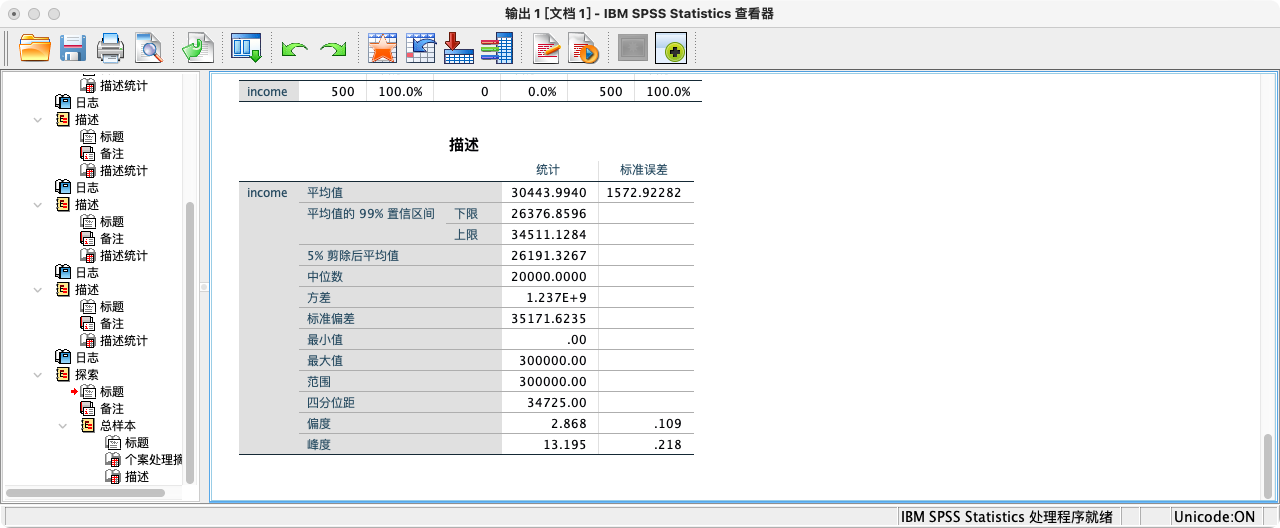 输出 1 [文档 1] - IBM SPSS Statistics 查看器
描述统计
日志
描述
标题
备注
描述统计
日志
描述
标题
备注
描述统计
日志
描述
标题
备注
描述统计
日志
探索
标题
备注
总样本
标题
个案处理摘
描述
income 500 100.0% 0 0.0% 500 100.0%
描述
统计 标准误差
income 平均值 30443.9940 1572.92282
平均值的 99% 置信区间 下限 26376.8596
上限 34511.1284
5% 剪除后平均值 26191.3267
中位数 20000.0000
方差 1.237E+9
标准偏差 35171.6235
最小值 .00
最大值 300000.00
范围 300000.00
四分位距 34725.00
偏度 2.868 .109
峰度 13.195 .218
IBM SPSS Statistics 处理程序就绪 Unicode:ON